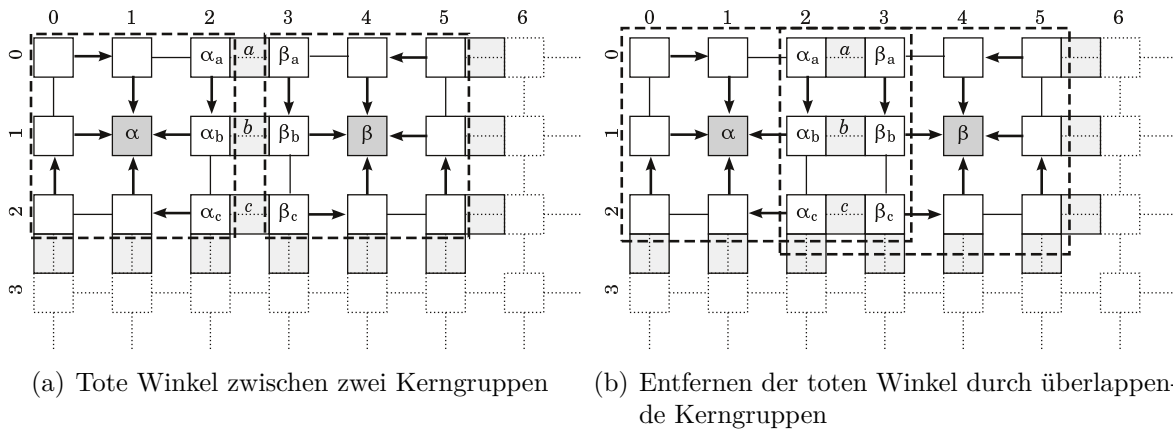 0 1 2 3 4 5 6
0 αa a βa
1 α αb b βb β
2 αc c βc
3
(a) Tote Winkel zwischen zwei Kerngruppen
0 1 2 3 4 5 6
0 αa a βa
1 α αb b βb β
2 αc c βc
3
(b) Entfernen der toten Winkel durch überlappen-
de Kerngruppen